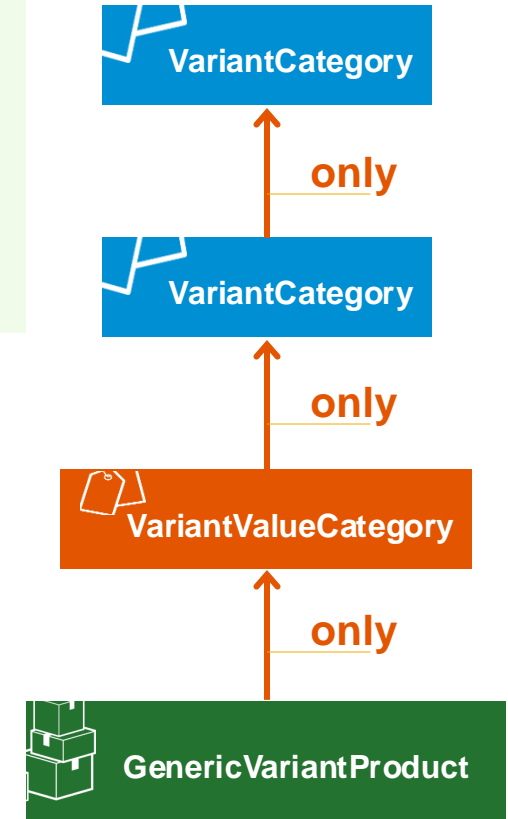 VariantCategory
only
VariantCategory
only
VariantValueCategory
only
GenericVariantProduct